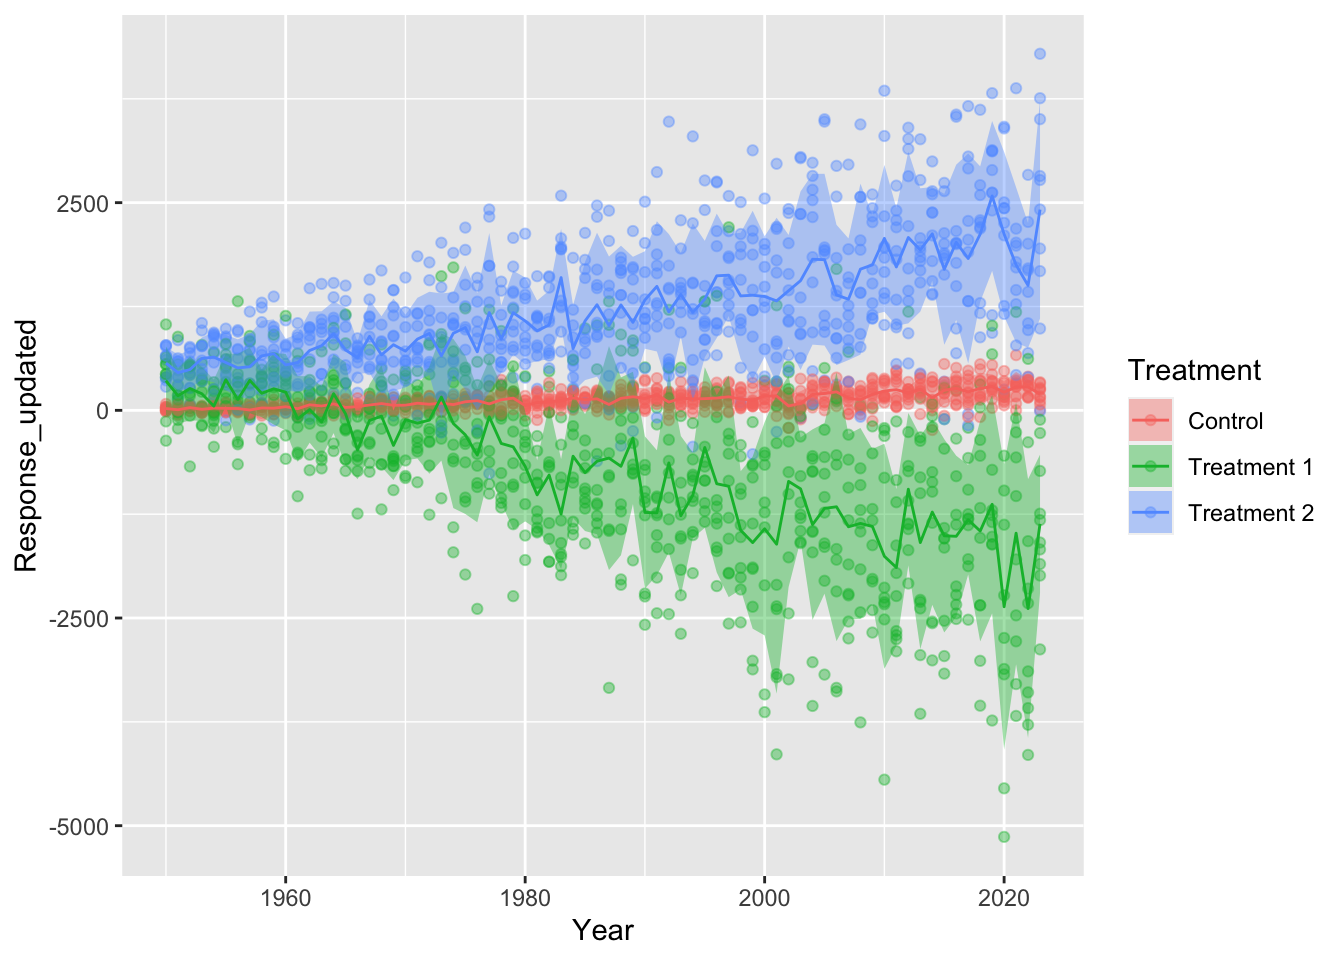 Response_updated
2500
0
-2500
-5000
1960
1980
2000
2020
Year
Treatment
Control
Treatment 1
Treatment 2